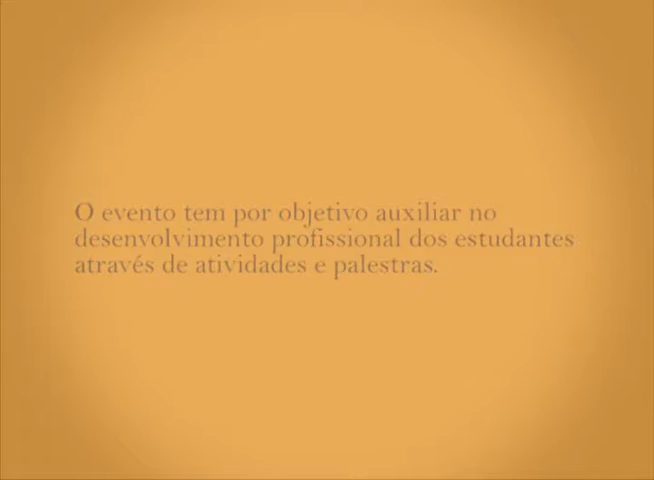 O evento tem por objetivo auxiliar no
desenvolvimento profissional dos estudantes
através de atividades e palestras.